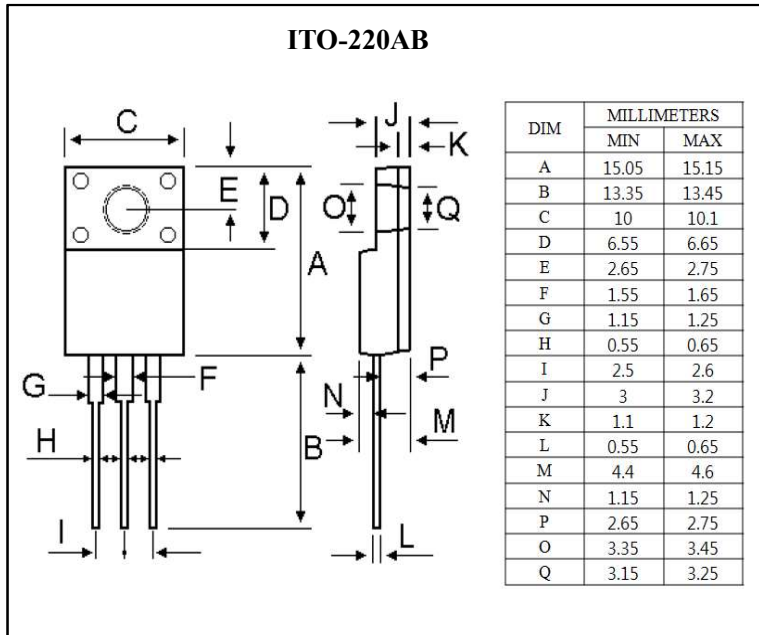 ITO-220AB
C
E
D
A
G
F
H
B
I
J
K
O
Q
P
N
M
L
DIM MILLIMETERS
MIN MAX
A 15.05 15.15
B 13.35 13.45
C 10 10.1
D 6.55 6.65
E 2.65 2.75
F 1.55 1.65
G 1.15 1.25
H 0.55 0.65
I 2.5 2.6
J 3 3.2
K 1.1 1.2
L 0.55 0.65
M 4.4 4.6
N 1.15 1.25
P 2.65 2.75
O 3.35 3.45
Q 3.15 3.25